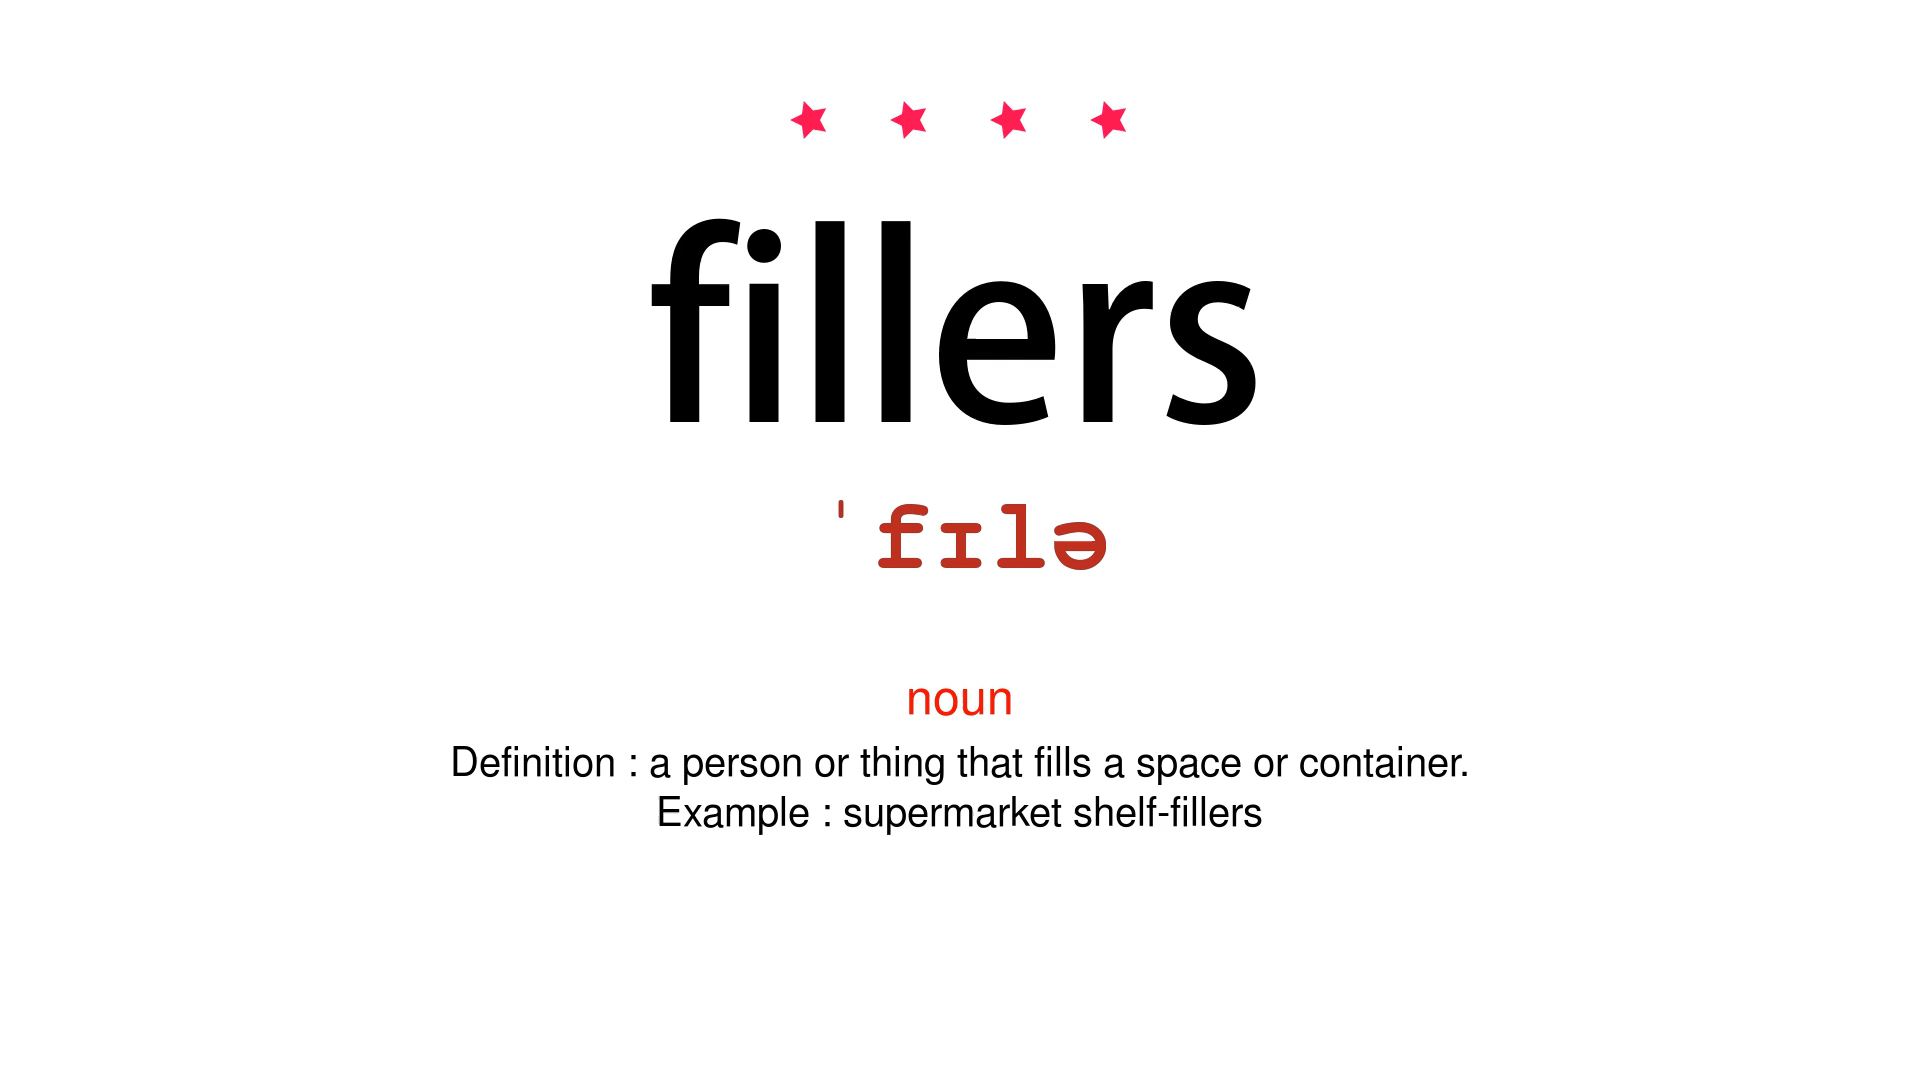 fillers
ˈfɪlə
noun
Definition : a person or thing that fills a space or container.
Example : supermarket shelf-fillers